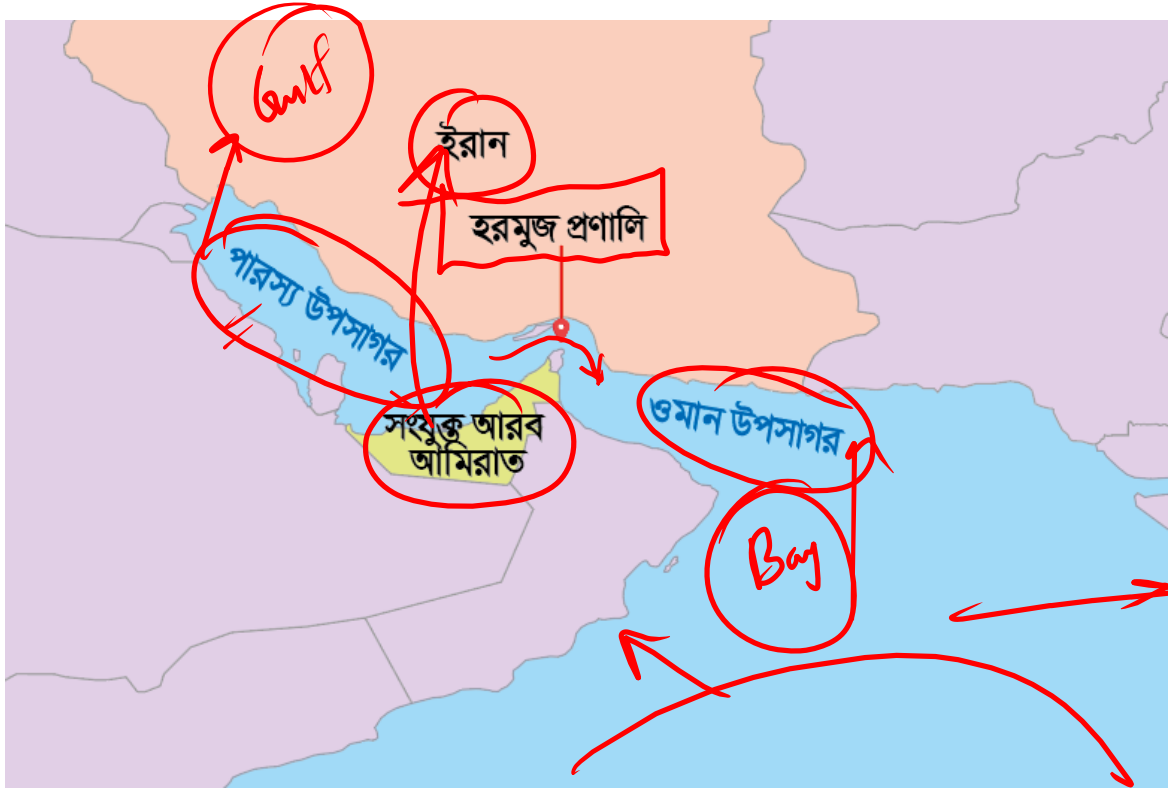 Gulf
ইরান
হরমুজ প্রণালি
পারস্য উপসাগর
সংযুক্ত আরব
আমিরাত
ওমান উপসাগর
Bay